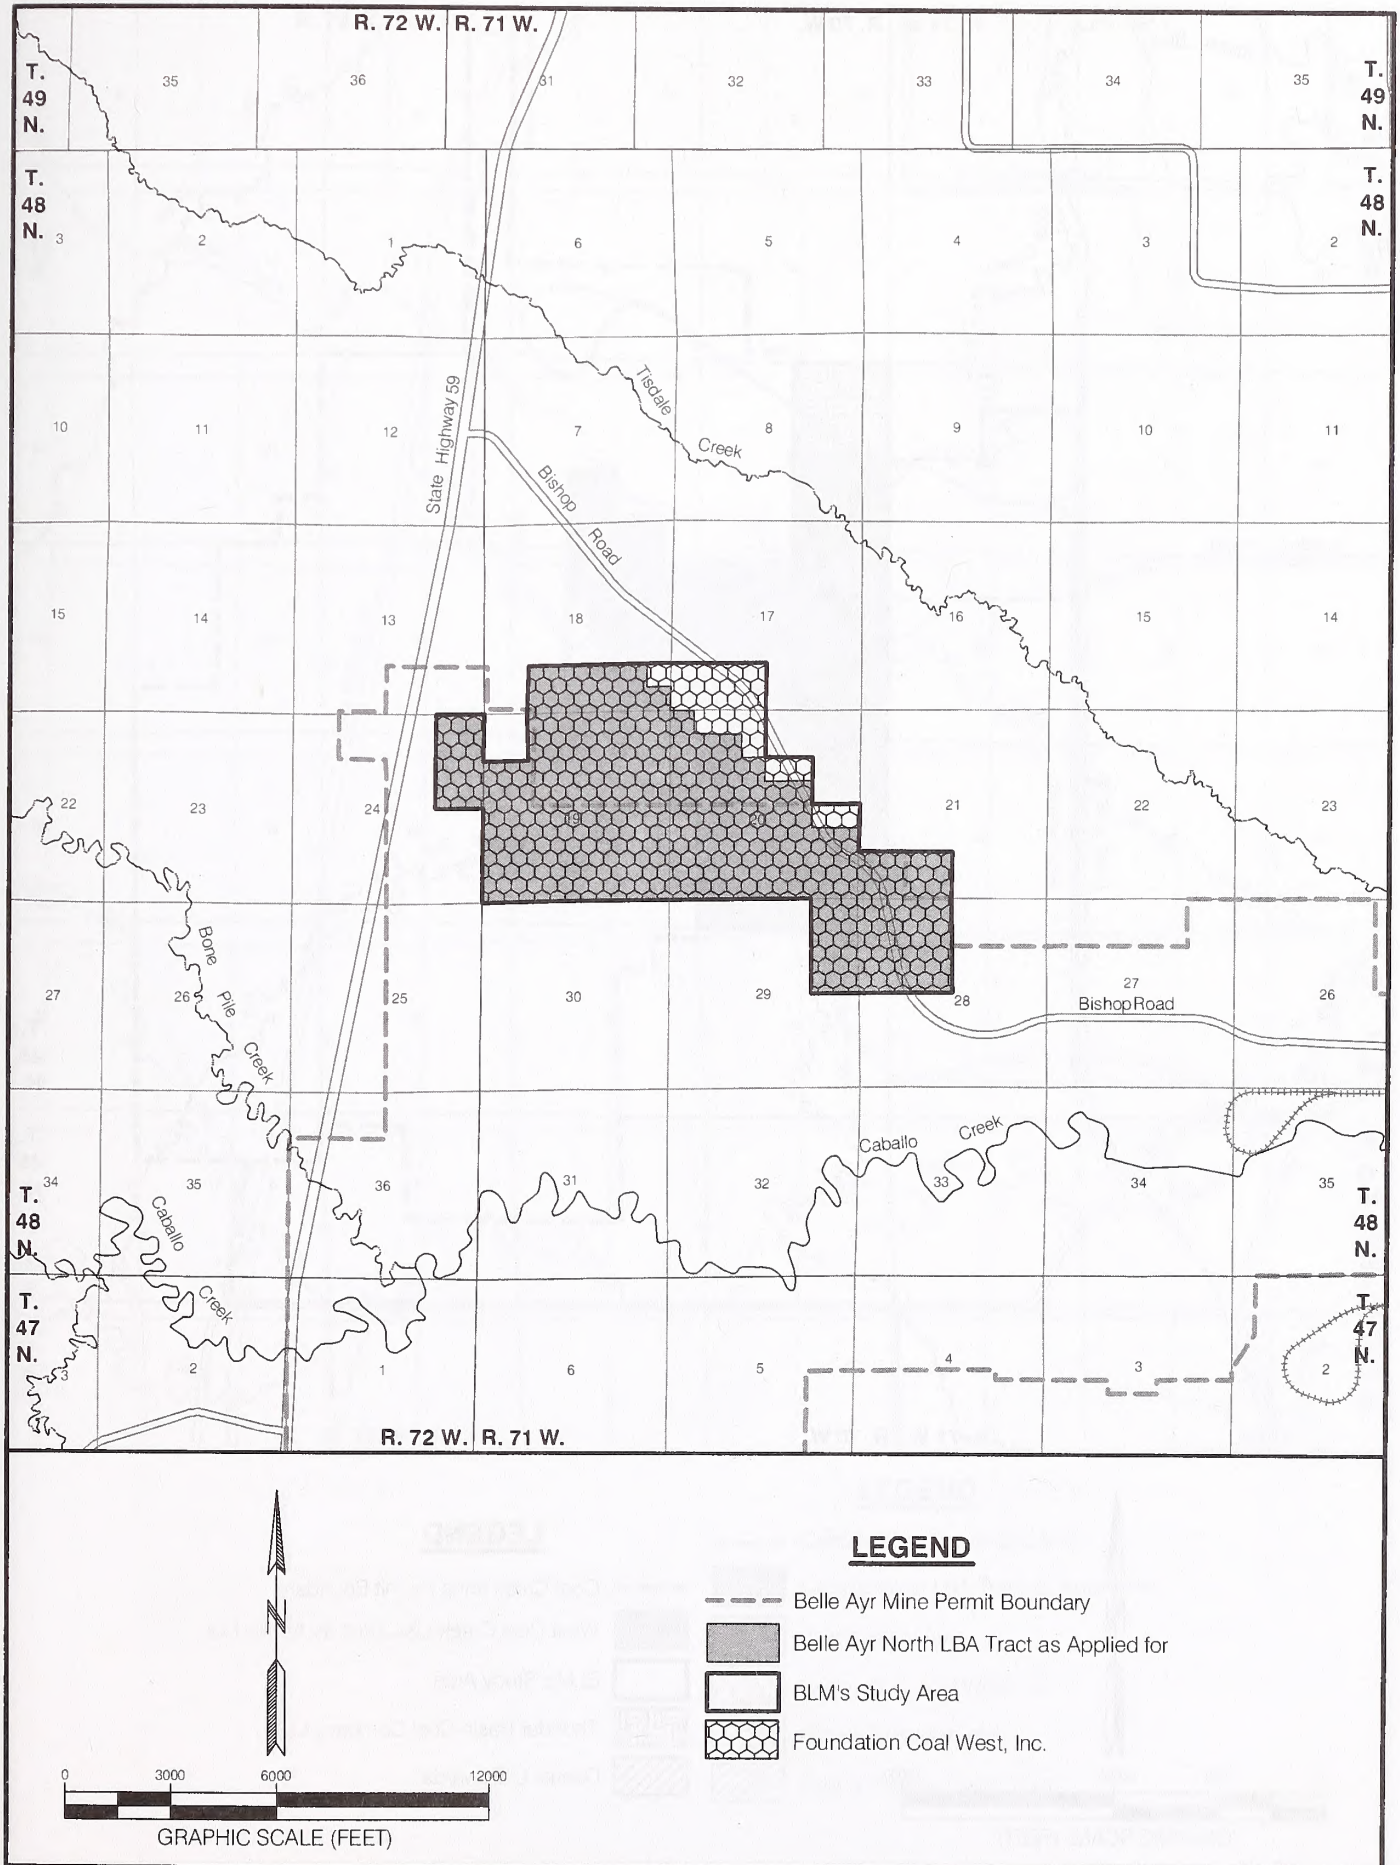 R. 72 W. R. 71 W.
T. 49 N.
35 36 31 32 33 34 35
T. 49 N.
T. 48 N.
3 2 1 6 5 4 3 2
T. 48 N.
State Highway 59
Tisdale Creek
10 11 12 7 8 9 10 11
Bishop Road
15 14 13 18 17 16 15 14
22 23 24 19 20 21 22 23
Bone Pile Creek
27 26 25 30 29 28 27 26
Bishop Road
Caballo Creek
34 35 36 31 32 33 34 35
T. 48 N.
T. 48 N.
Caballo Creek
T. 47 N.
T. 47 N.
3 2 1 6 5 4 3 2
R. 72 W. R. 71 W.
N
LEGEND
Belle Ayr Mine Permit Boundary
Belle Ayr North LBA Tract as Applied for
BLM's Study Area
Foundation Coal West, Inc.
0 3000 6000 12000
GRAPHIC SCALE (FEET)